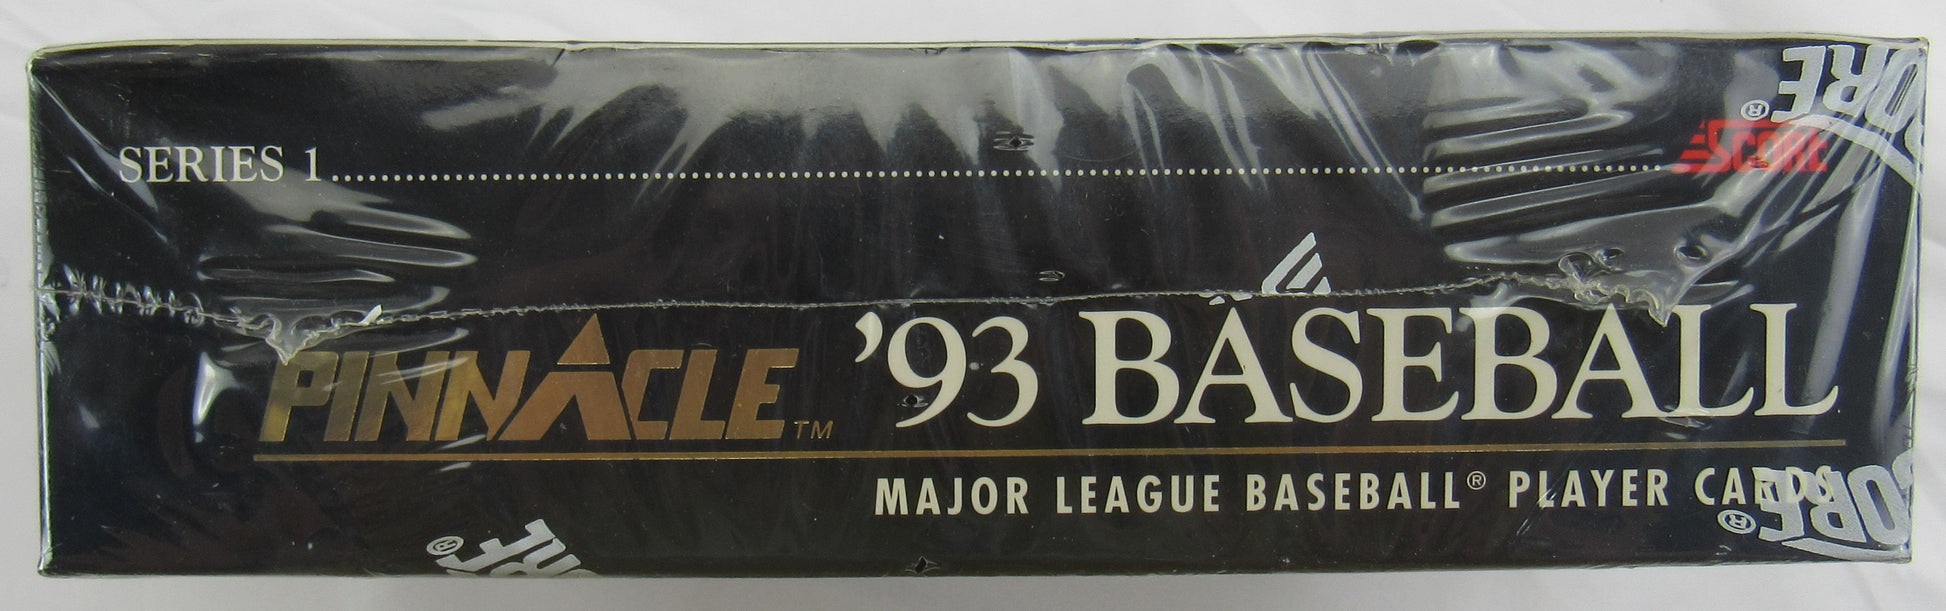 SERIES 1........................................SCORE
PINNACLE™ '93 BASEBALL
MAJOR LEAGUE BASEBALL® PLAYER CARDS